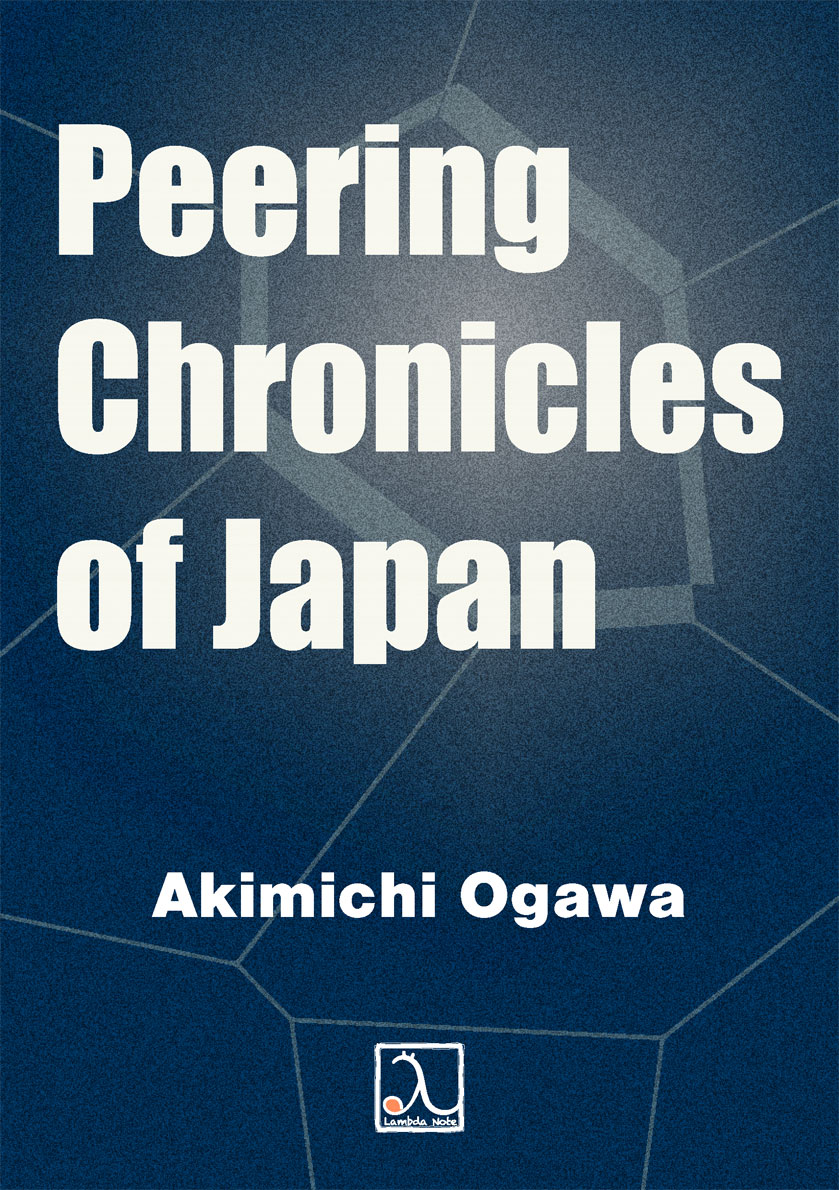 Peering
Chronicles
of Japan
Akimichi Ogawa
Lambda Note